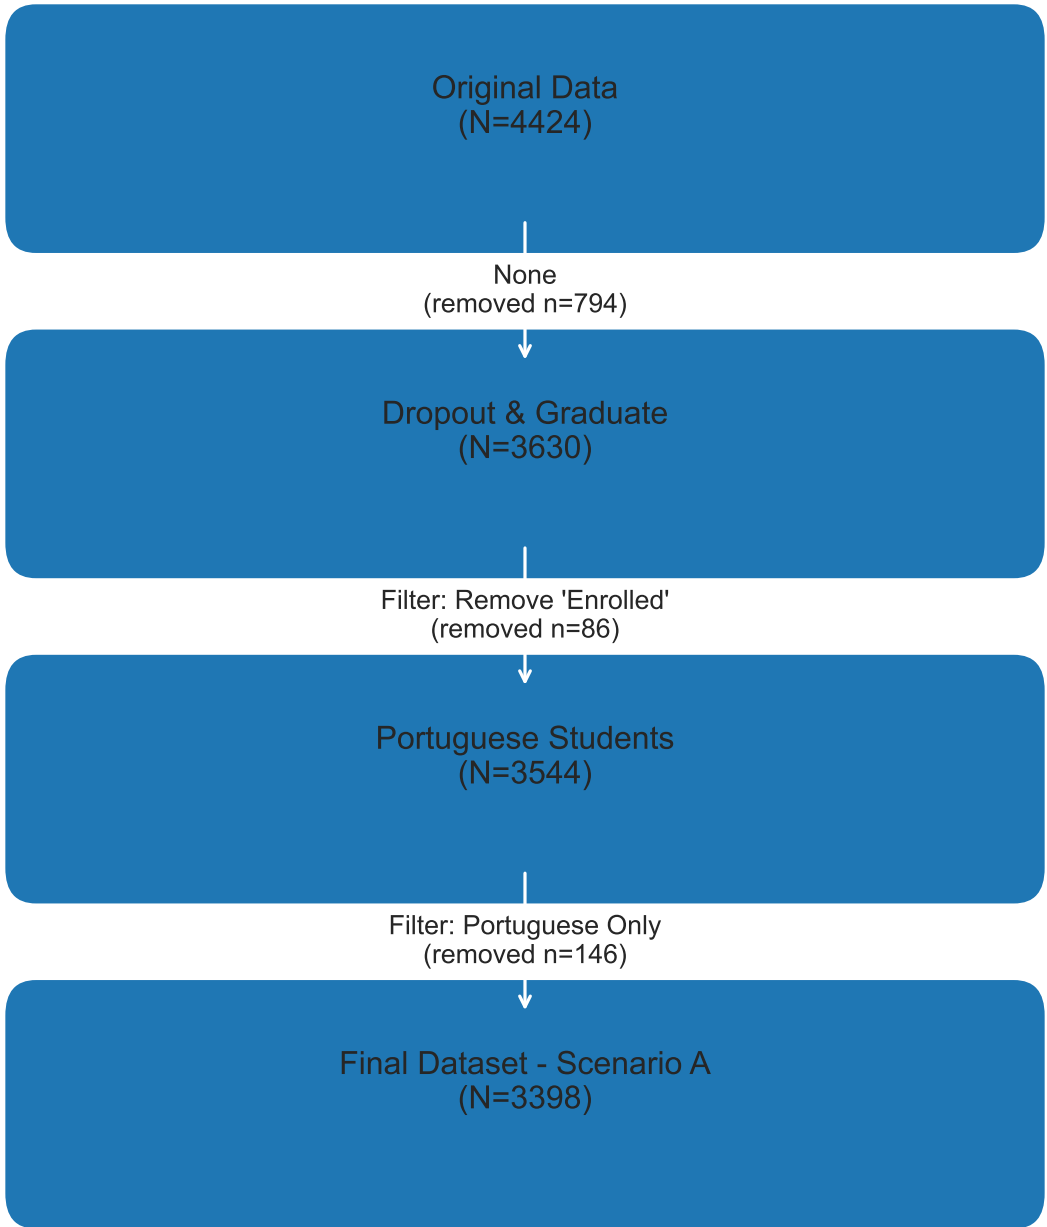 Original Data
(N=4424)
None
(removed n=794)
Dropout & Graduate
(N=3630)
Filter: Remove 'Enrolled'
(removed n=86)
Portuguese Students
(N=3544)
Filter: Portuguese Only
(removed n=146)
Final Dataset - Scenario A
(N=3398)